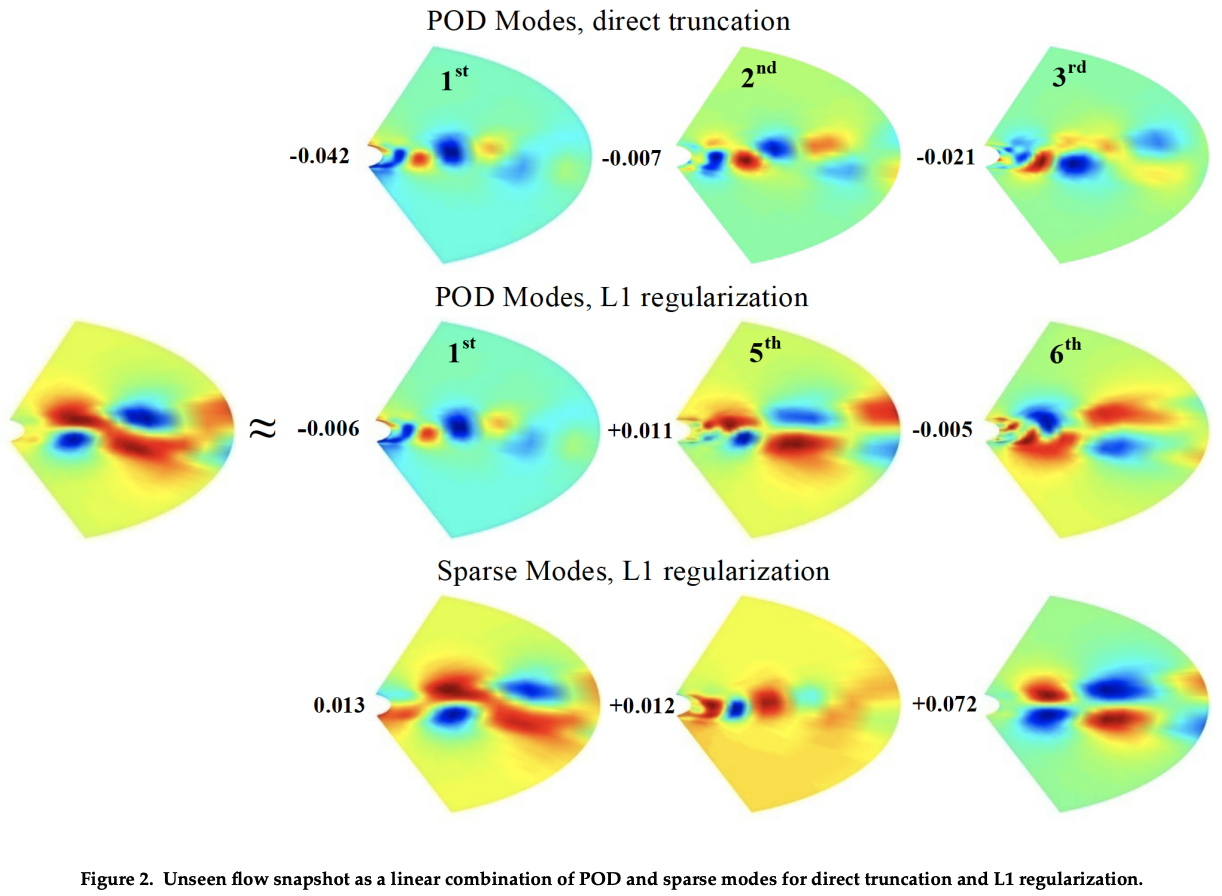 POD Modes, direct truncation
1st 2nd 3rd
-0.042 -0.007 -0.021
POD Modes, L1 regularization
1st 5th 6th
≈ -0.006 +0.011 -0.005
Sparse Modes, L1 regularization
0.013 +0.012 +0.072
Figure 2. Unseen flow snapshot as a linear combination of POD and sparse modes for direct truncation and L1 regularization.